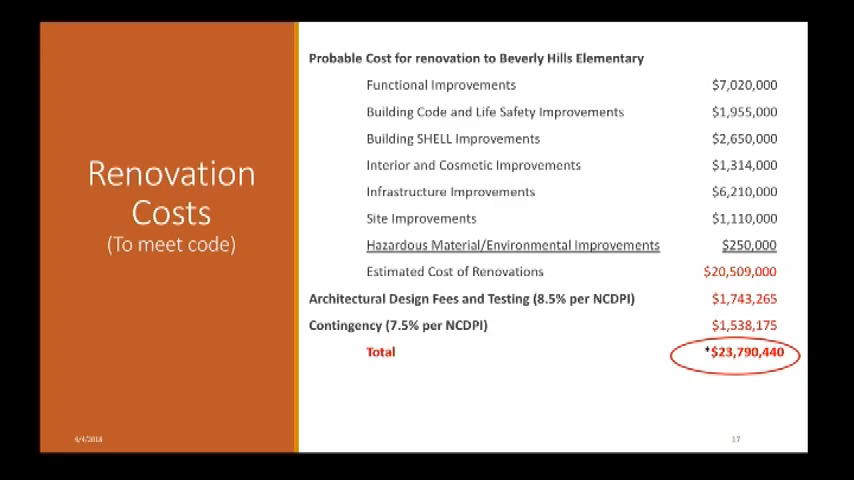 Renovation
Costs
(To meet code)
Probable Cost for renovation to Beverly Hills Elementary
Functional Improvements $7,020,000
Building Code and Life Safety Improvements $1,955,000
Building SHELL Improvements $2,650,000
Interior and Cosmetic Improvements $1,314,000
Infrastructure Improvements $6,210,000
Site Improvements $1,110,000
Hazardous Material/Environmental Improvements $250,000
Estimated Cost of Renovations $20,509,000
Architectural Design Fees and Testing (8.5% per NCDPI) $1,743,265
Contingency (7.5% per NCDPI) $1,538,175
Total *$23,790,440
17